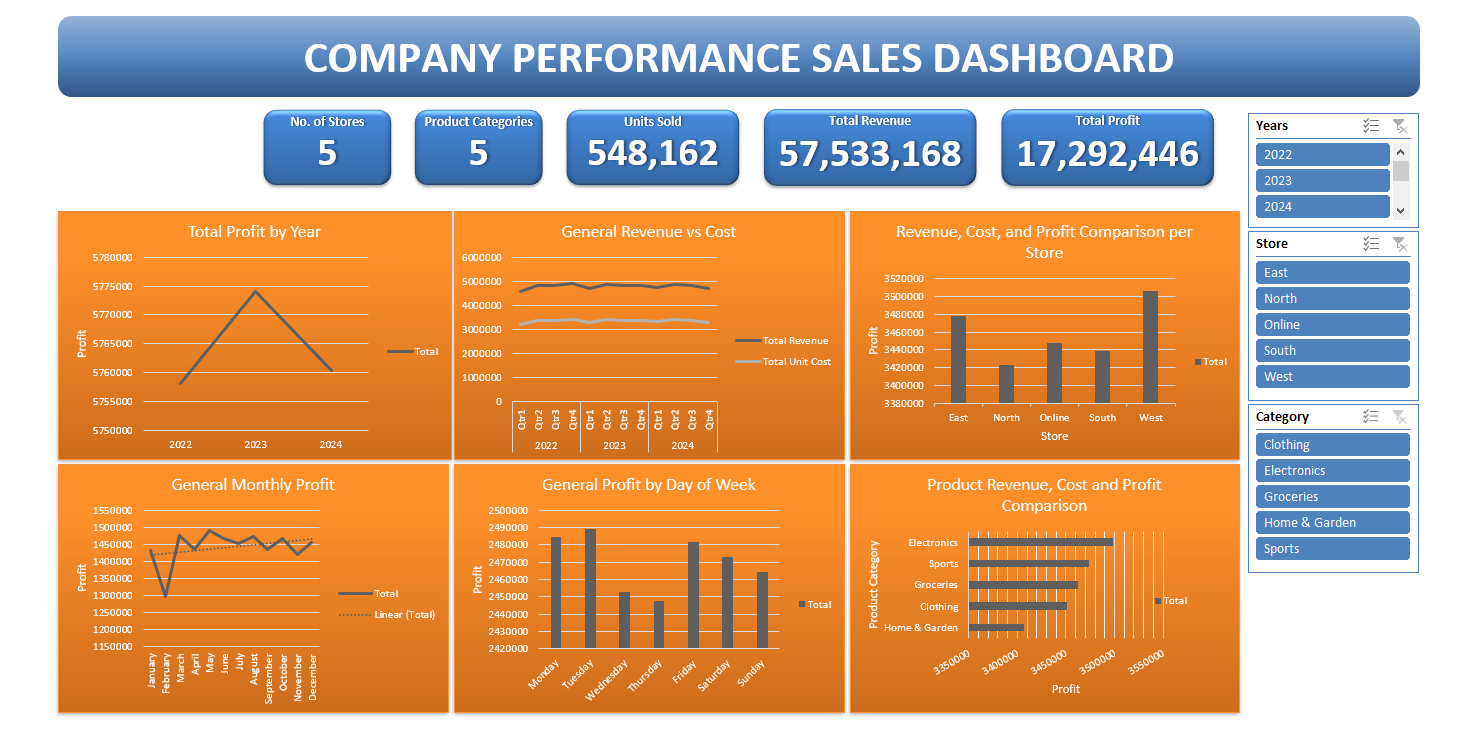 COMPANY PERFORMANCE SALES DASHBOARD
No. of Stores
5
Product Categories
5
Units Sold
548,162
Total Revenue
57,533,168
Total Profit
17,292,446
Years
2022
2023
2024
Store
East
North
Online
South
West
Category
Clothing
Electronics
Groceries
Home & Garden
Sports
Total Profit by Year
5780000
5775000
5770000
5765000
5760000
5755000
5750000
Profit
2022
2023
2024
Total
General Revenue vs Cost
6000000
5000000
4000000
3000000
2000000
1000000
0
Qtr1
Qtr2
Qtr3
Qtr4
Qtr1
Qtr2
Qtr3
Qtr4
Qtr1
Qtr2
Qtr3
Qtr4
2022
2023
2024
Total Revenue
Total Unit Cost
Revenue, Cost, and Profit Comparison per
Store
3520000
3500000
3480000
3460000
3440000
3420000
3400000
3380000
Profit
East
North
Online
South
West
Store
Total
General Monthly Profit
1550000
1500000
1450000
1400000
1350000
1300000
1250000
1200000
1150000
Profit
January
February
March
April
May
June
July
August
September
October
November
December
Total
Linear (Total)
General Profit by Day of Week
2500000
2490000
2480000
2470000
2460000
2450000
2440000
2430000
2420000
Profit
Monday
Tuesday
Wednesday
Thursday
Friday
Saturday
Sunday
Total
Product Revenue, Cost and Profit
Comparison
Product Category
Electronics
Sports
Groceries
Clothing
Home & Garden
3350000
3400000
3450000
3500000
3550000
Profit
Total